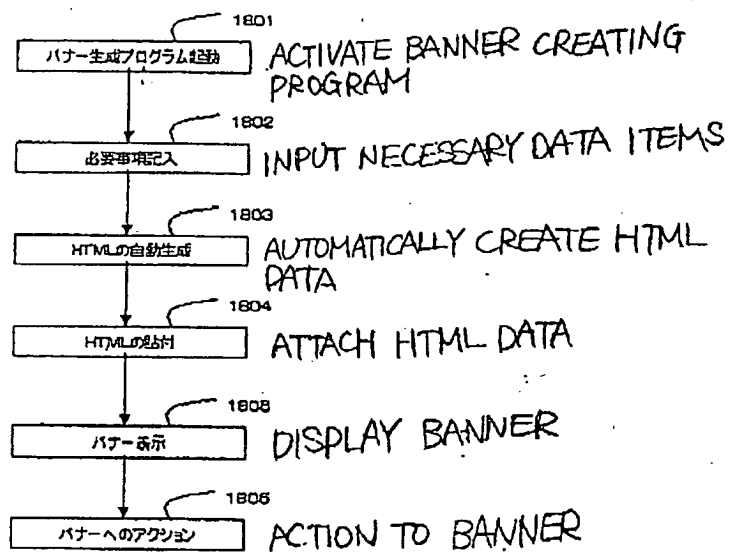 1801
バナー生成プログラム起動
ACTIVATE BANNER CREATING
PROGRAM
1802
必要事項記入
INPUT NECESSARY DATA ITEMS
1803
HTMLの自動生成
AUTOMATICALLY CREATE HTML
DATA
1804
HTMLの貼付
ATTACH HTML DATA
1805
バナー表示
DISPLAY BANNER
1806
バナーへのアクション
ACTION TO BANNER